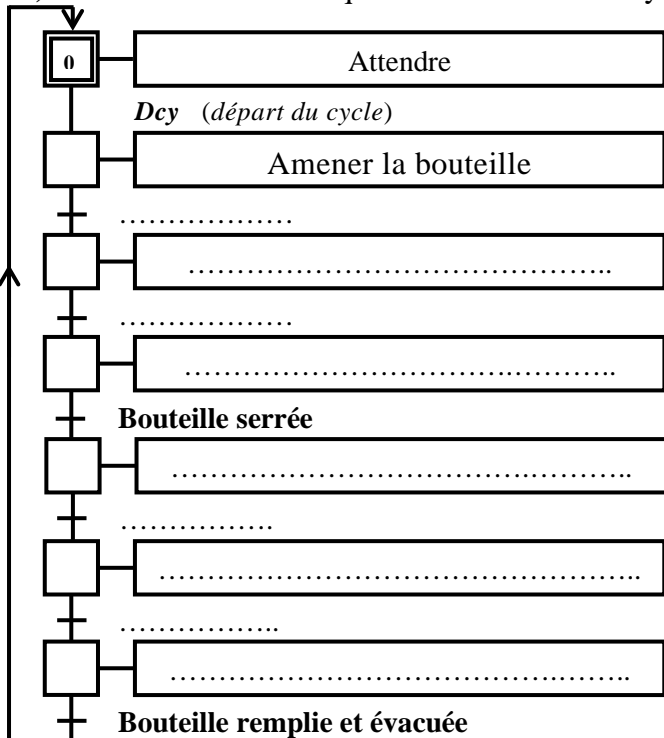 0 Attendre
Dcy (départ du cycle)
Amener la bouteille
………………
………………………………………..
………………
……………………………….………..
Bouteille serrée
………………………………….………..
…………….
…………………………………………...
……………..
…………………………………….……..
Bouteille remplie et évacuée